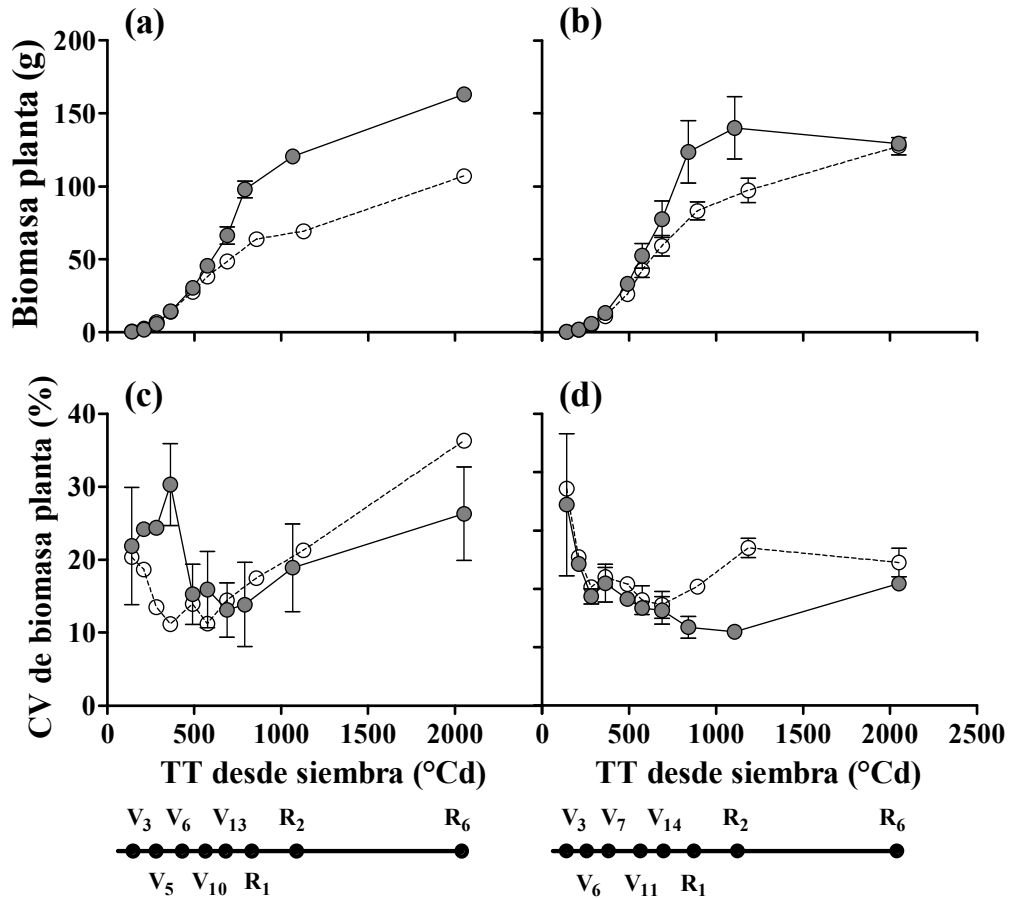 (a) (b)
200
150
100
50
0
Biomasa planta (g)
(c) (d)
40
30
20
10
0
CV de biomasa planta (%)
0 500 1000 1500 2000 0 500 1000 1500 2000 2500
TT desde siembra (°Cd) TT desde siembra (°Cd)
V3 V6 V13 R2 R6 V3 V7 V14 R2 R6
V5 V10 R1 V6 V11 R1